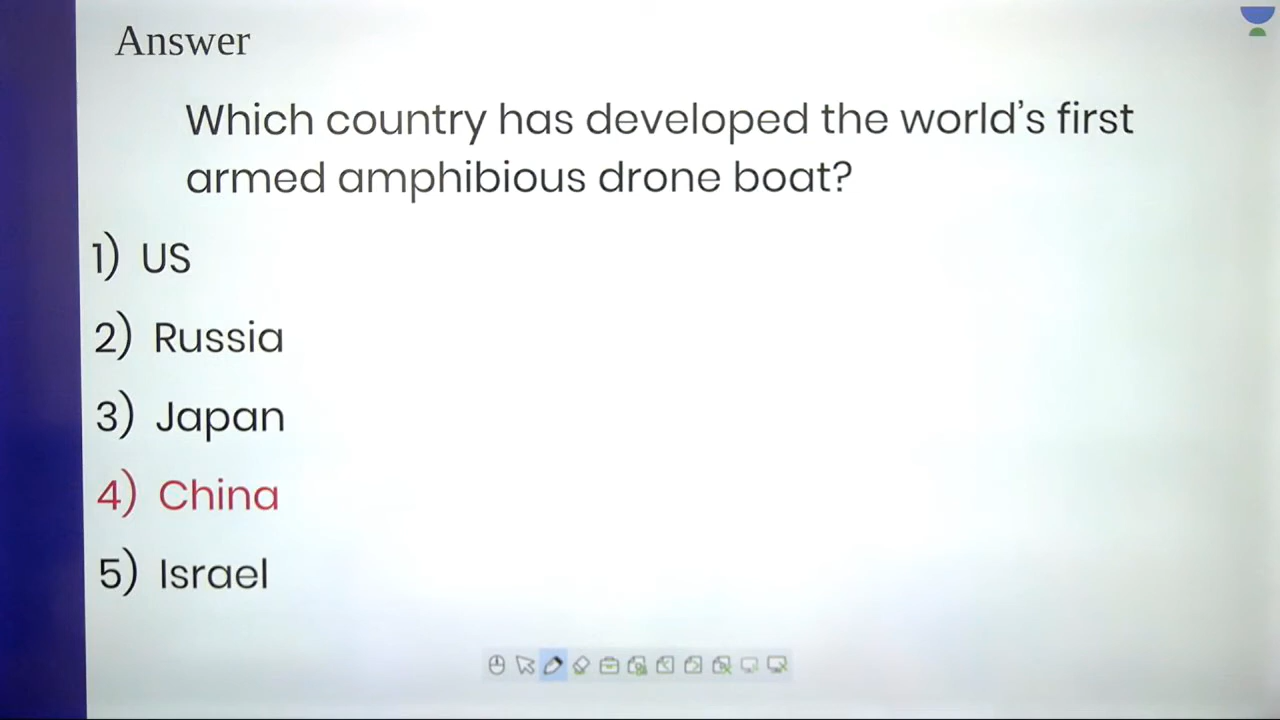 Answer
Which country has developed the world's first
armed amphibious drone boat?
1) US
2) Russia
3) Japan
4) China
5) Israel